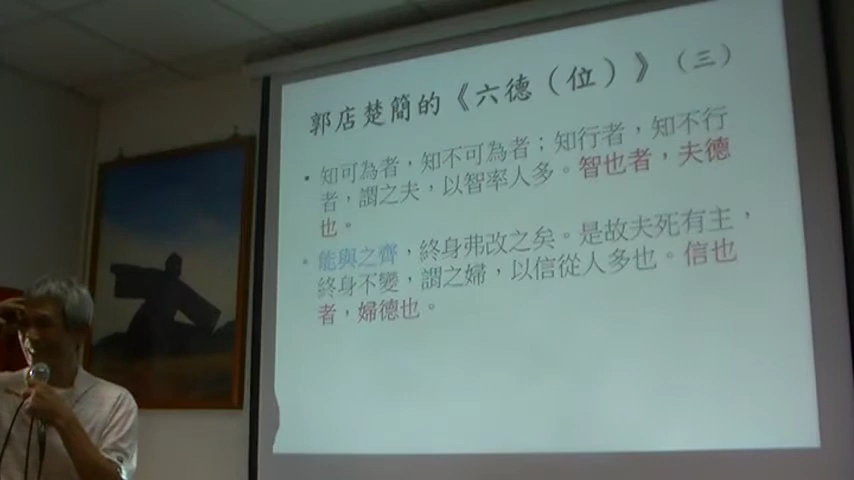 郭店楚簡的《六德（位）》（三）
• 知可為者，知不可為者；知行者，知不行
者，謂之夫，以智率人多。智也者，夫德
也。
• 能與之齊，終身弗改之矣。是故夫死有主，
終身不變，謂之婦，以信從人多也。信也
者，婦德也。